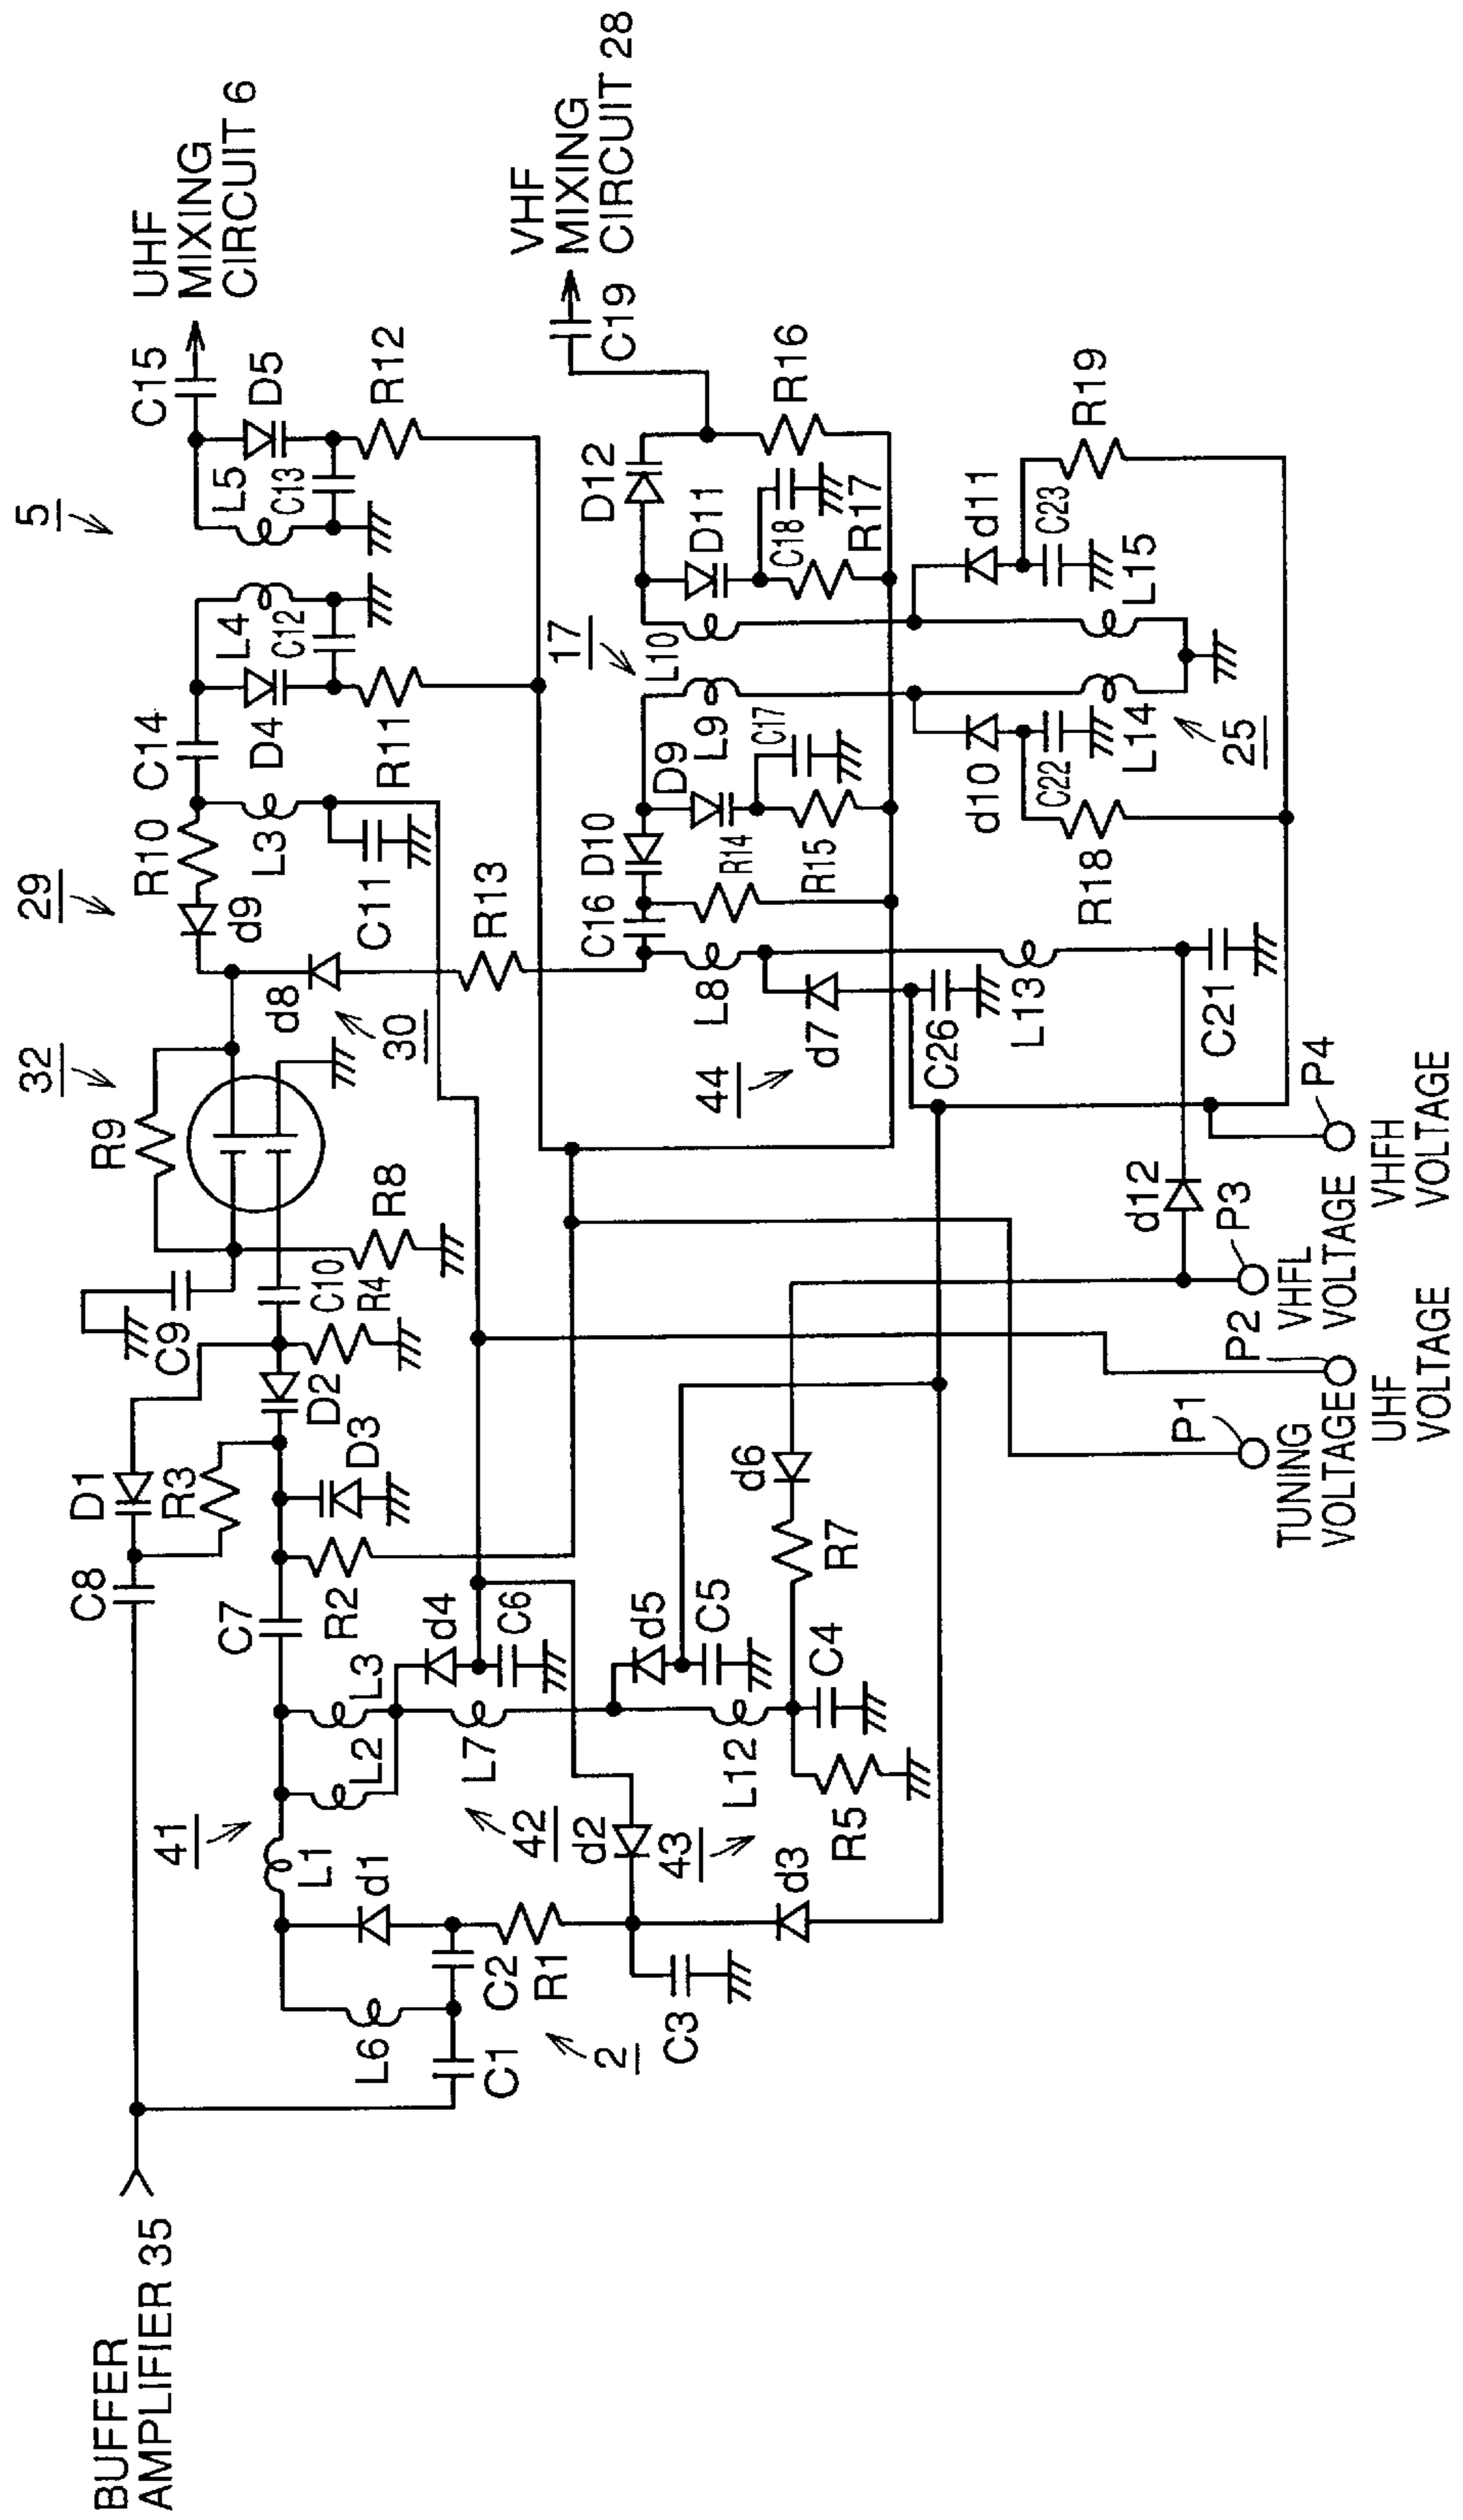 BUFFER
AMPLIFIER 35
C8
D1
R3
C9
R9
32
29
R10
C14
5
C15
UHF
MIXING
CIRCUIT 6
41
L6
L1
d1
L2
L3
C7
R2
D3
D2
C10
R4
R8
d8
30
d9
L3
C11
D4
R11
L4
C12
L5
C13
D5
R12
C1
C2
R1
2
42
L7
d4
C6
R13
17
VHF
MIXING
CIRCUIT 28
C19
C3
d2
43
d3
L12
d5
C5
R5
C4
R7
d6
44
C16
D10
L8
R14
R15
D9
L9
C17
L10
D11
C18
R17
D12
R16
d7
C26
L13
R18
d10
C22
L14
25
L15
C23
d11
R19
d12
C21
P1
TUNING
VOLTAGE
P2
UHF
VOLTAGE
P3
VHFL
VOLTAGE
P4
VHFH
VOLTAGE